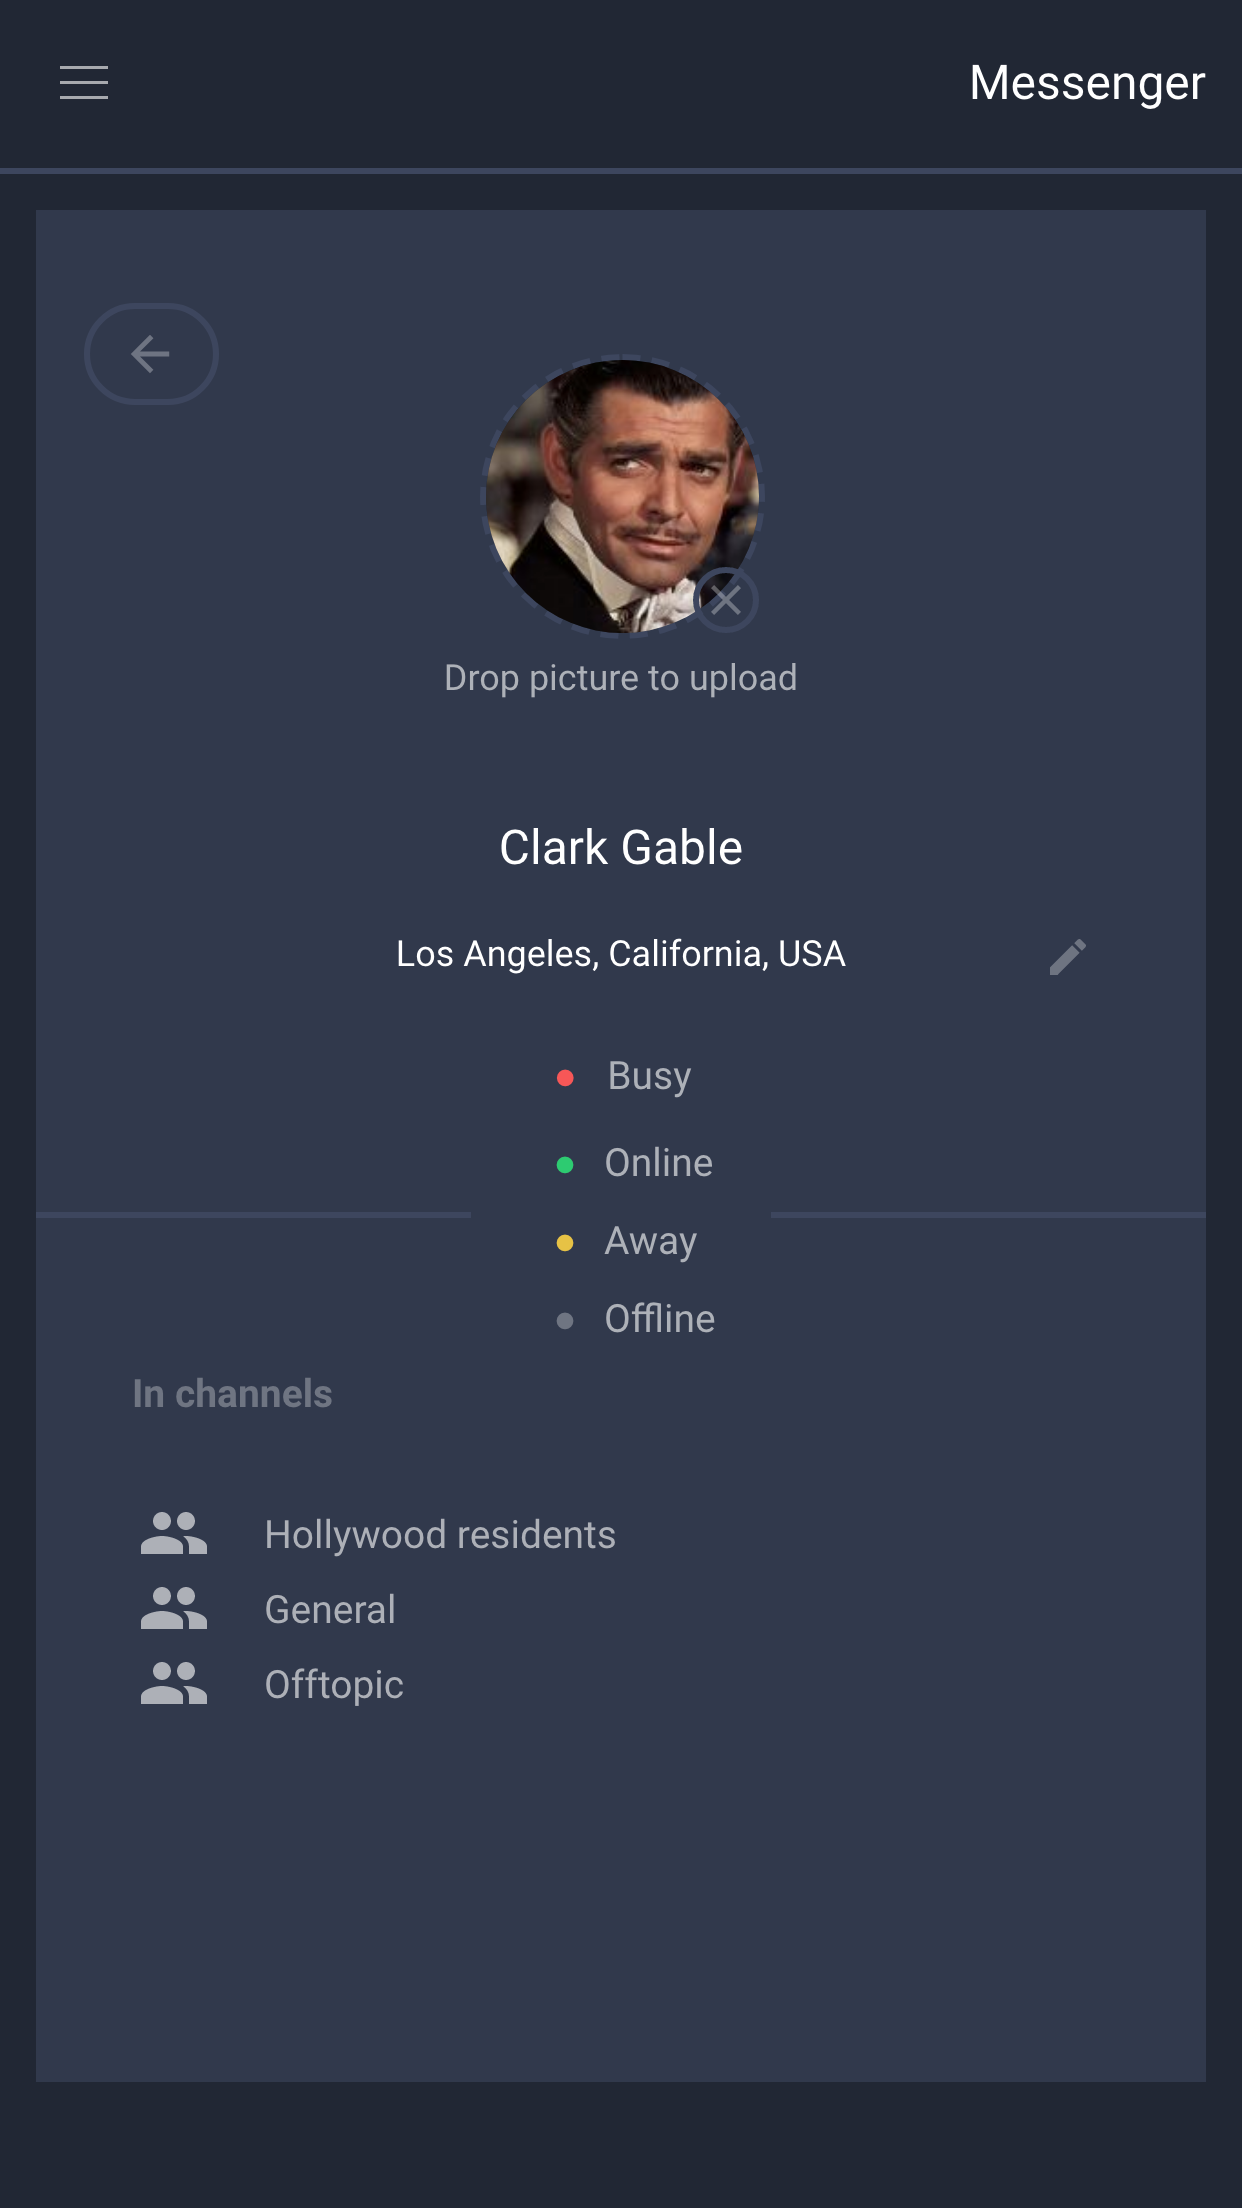 Messenger
Drop picture to upload
Clark Gable
Los Angeles, California, USA
Busy
Online
Away
Offline
In channels
Hollywood residents
General
Offtopic